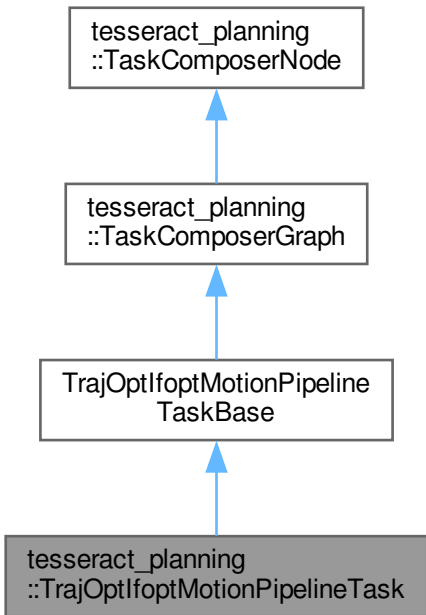 tesseract_planning
::TaskComposerNode
tesseract_planning
::TaskComposerGraph
TrajOptIfoptMotionPipeline
TaskBase
tesseract_planning
::TrajOptIfoptMotionPipelineTask